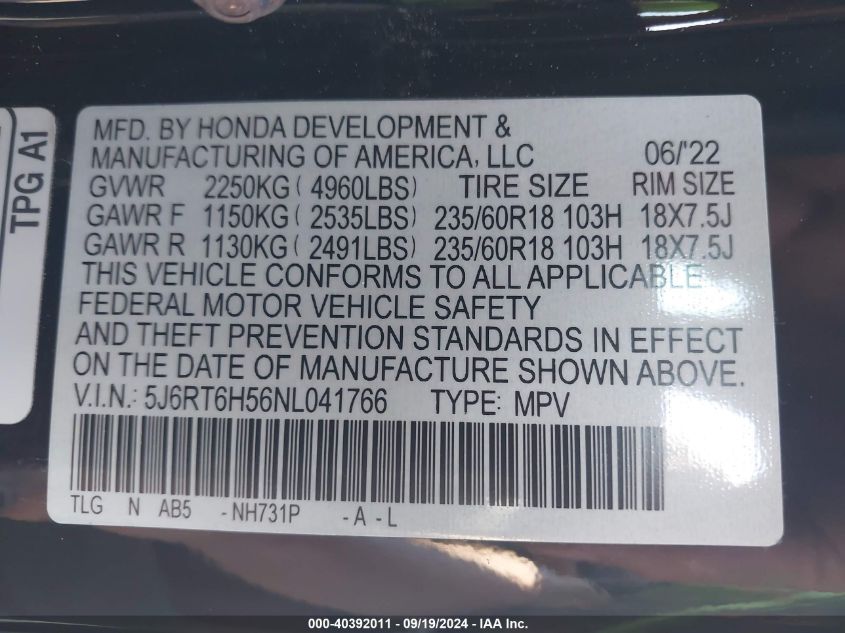 TPG A1
MFD. BY HONDA DEVELOPMENT &
MANUFACTURING OF AMERICA, LLC 06/'22
GVWR 2250KG ( 4960LBS) TIRE SIZE RIM SIZE
GAWR F 1150KG ( 2535LBS) 235/60R18 103H 18X7.5J
GAWR R 1130KG ( 2491LBS) 235/60R18 103H 18X7.5J
THIS VEHICLE CONFORMS TO ALL APPLICABLE
FEDERAL MOTOR VEHICLE SAFETY
AND THEFT PREVENTION STANDARDS IN EFFECT
ON THE DATE OF MANUFACTURE SHOWN ABOVE.
V.I.N.: 5J6RT6H56NL041766 TYPE: MPV
TLG N AB5 -NH731P -A -L
000-40392011 - 09/19/2024 - IAA Inc.